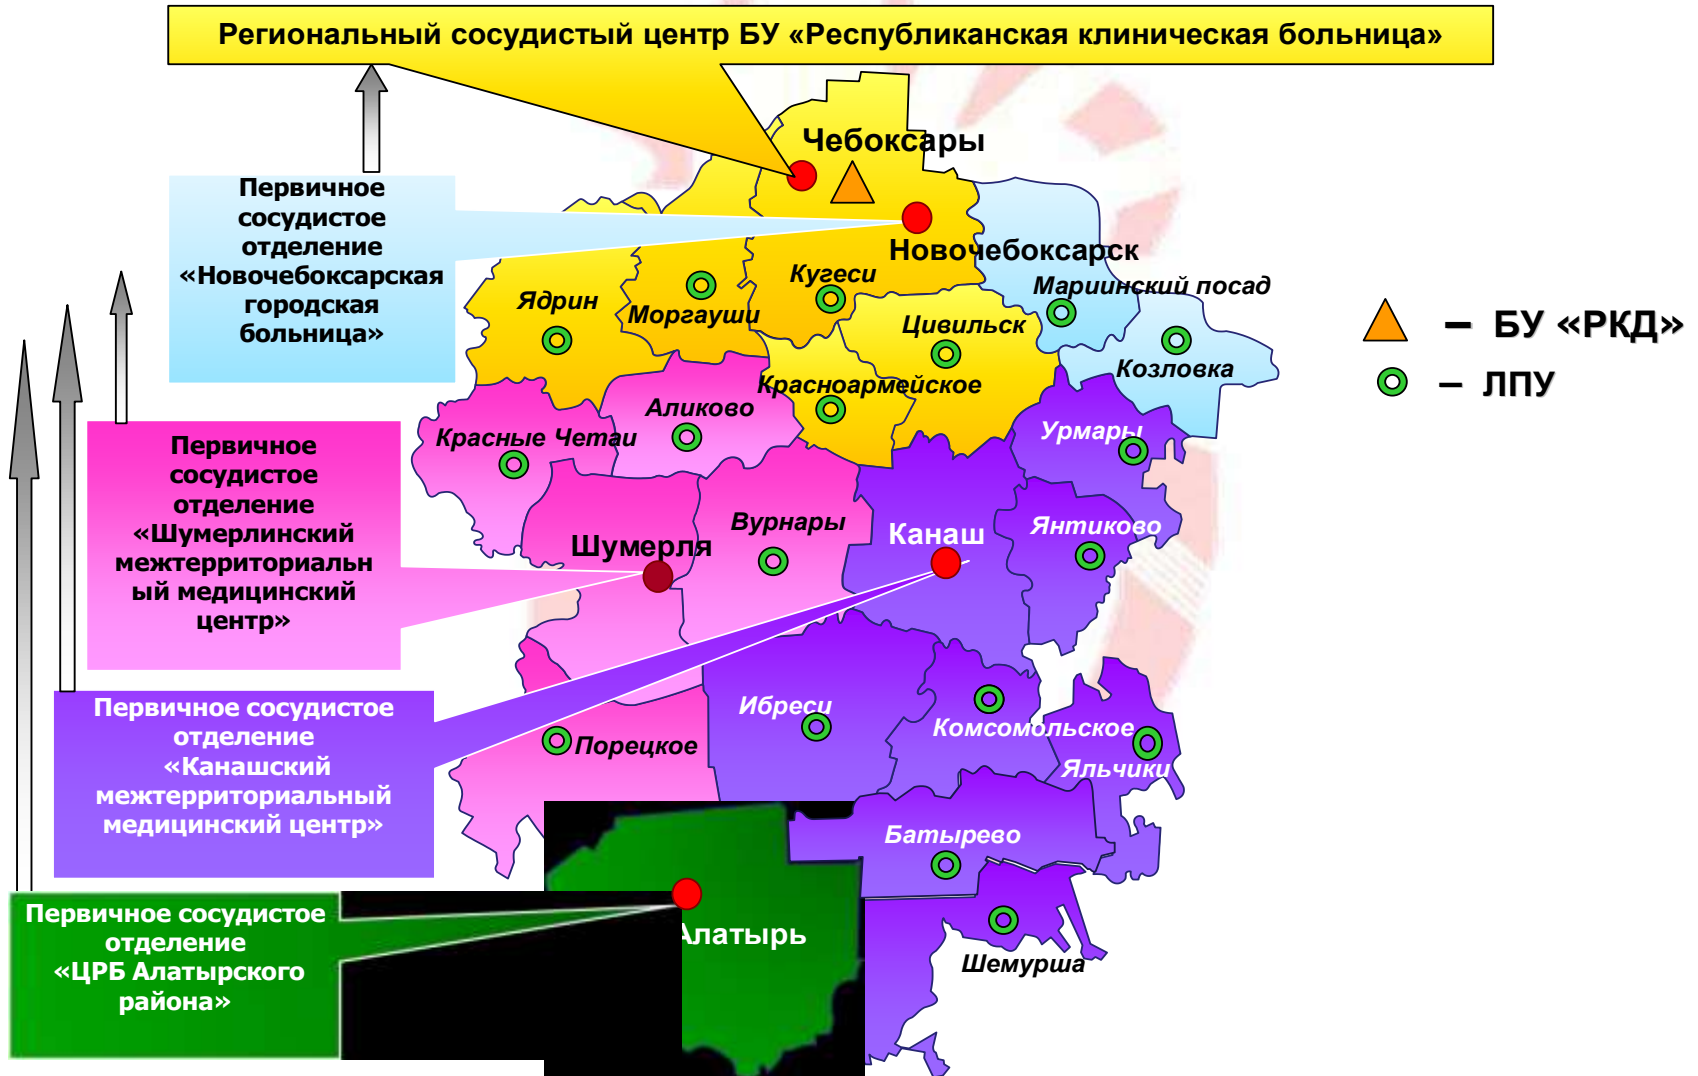 Региональный сосудистый центр БУ «Республиканская клиническая больница»
Чебоксары
Первичное
сосудистое
отделение
«Новочебоксарская
городская
больница»
Новочебоксарск
Кугеси
Мариинский посад
Ядрин
Моргауши
Цивильск
Козловка
Красноармейское
– БУ «РКД»
– ЛПУ
Аликово
Красные Четаи
Урмары
Первичное
сосудистое
отделение
«Шумерлинский
межтерриториальн
ый медицинский
центр»
Вурнары
Канаш
Янтиково
Шумерля
Первичное сосудистое
отделение
«Канашский
межтерриториальный
медицинский центр»
Ибреси
Комсомольское
Порецкое
Яльчики
Батырево
Первичное сосудистое
отделение
«ЦРБ Алатырского
района»
Алатырь
Шемурша